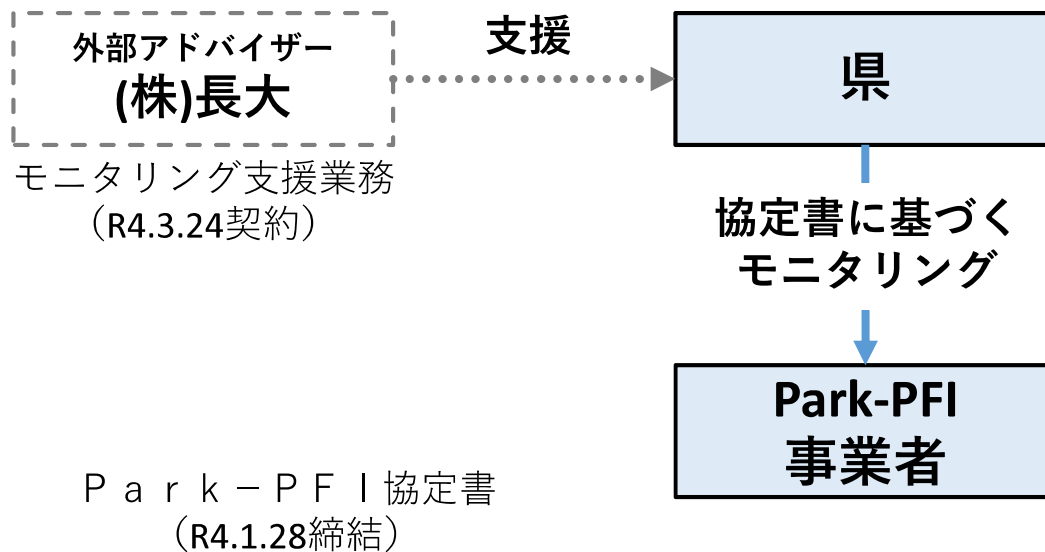 外部アドバイザー
(株)長大
支援
県
モニタリング支援業務
（R4.3.24契約）
協定書に基づく
モニタリング
Park-PFI
事業者
Ｐａｒｋ－ＰＦＩ協定書
（R4.1.28締結）